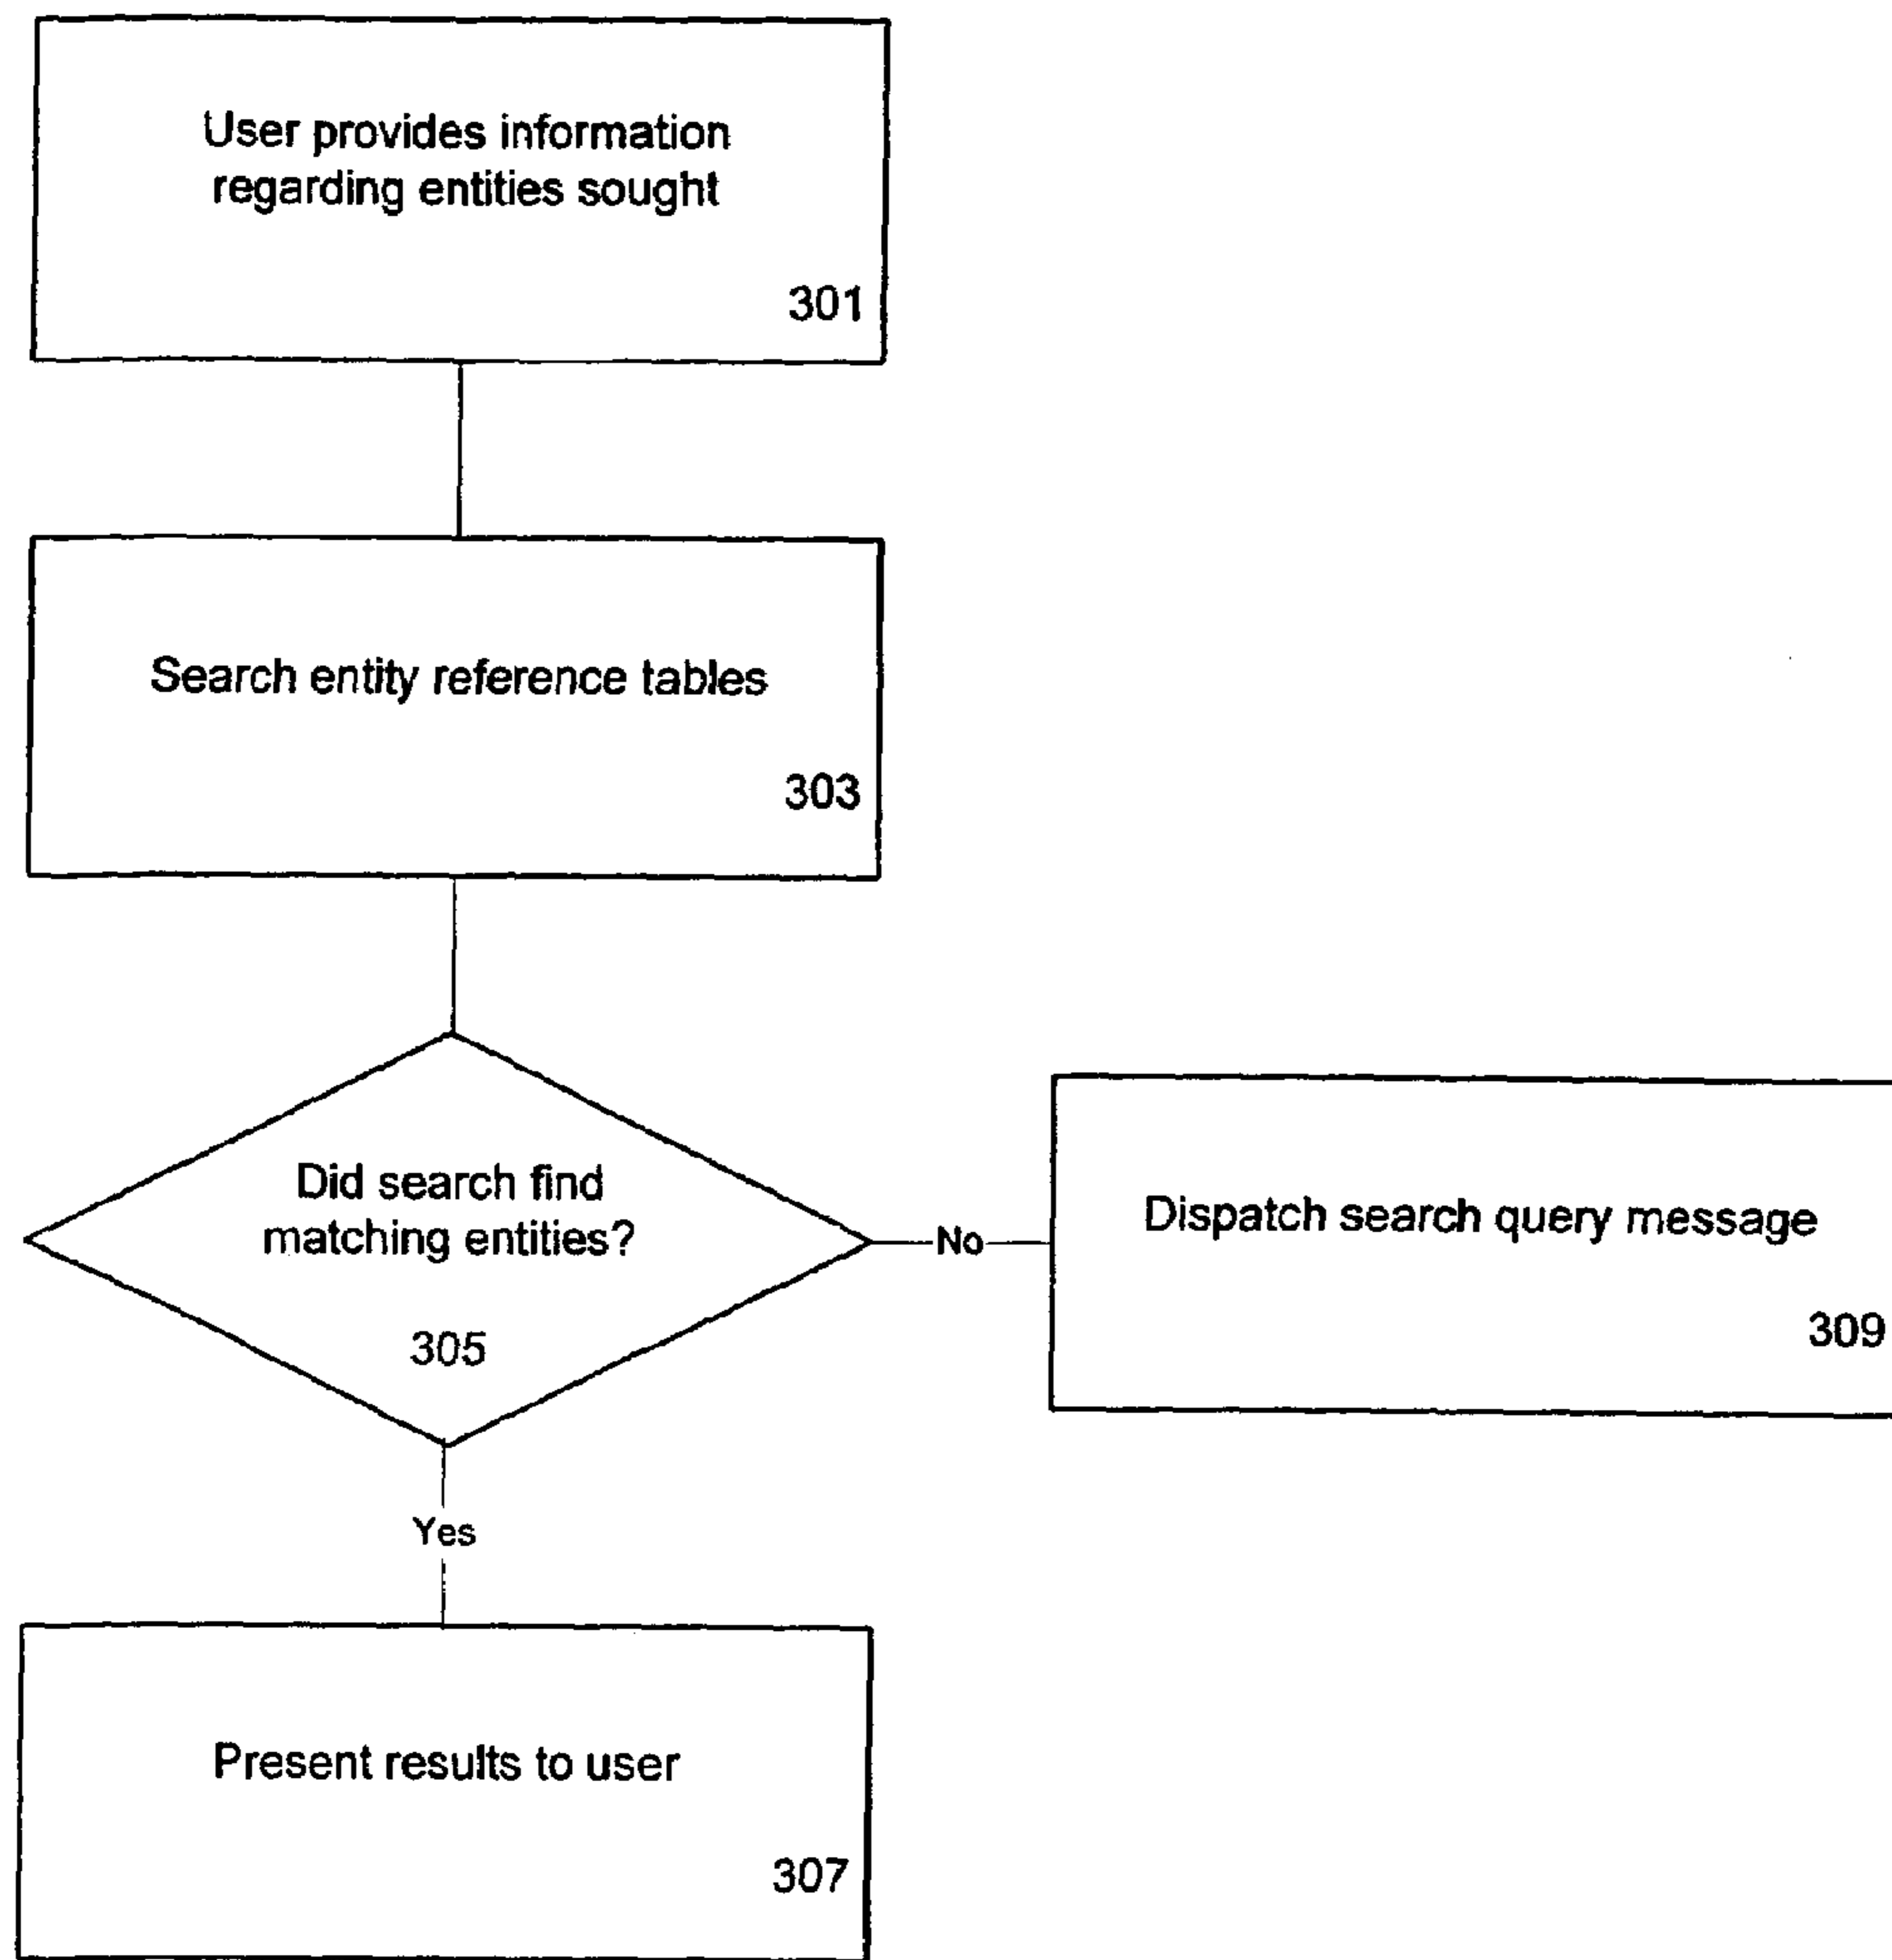 User provides information
regarding entities sought
301
Search entity reference tables
303
Did search find
matching entities?
305
No
Dispatch search query message
309
Yes
Present results to user
307